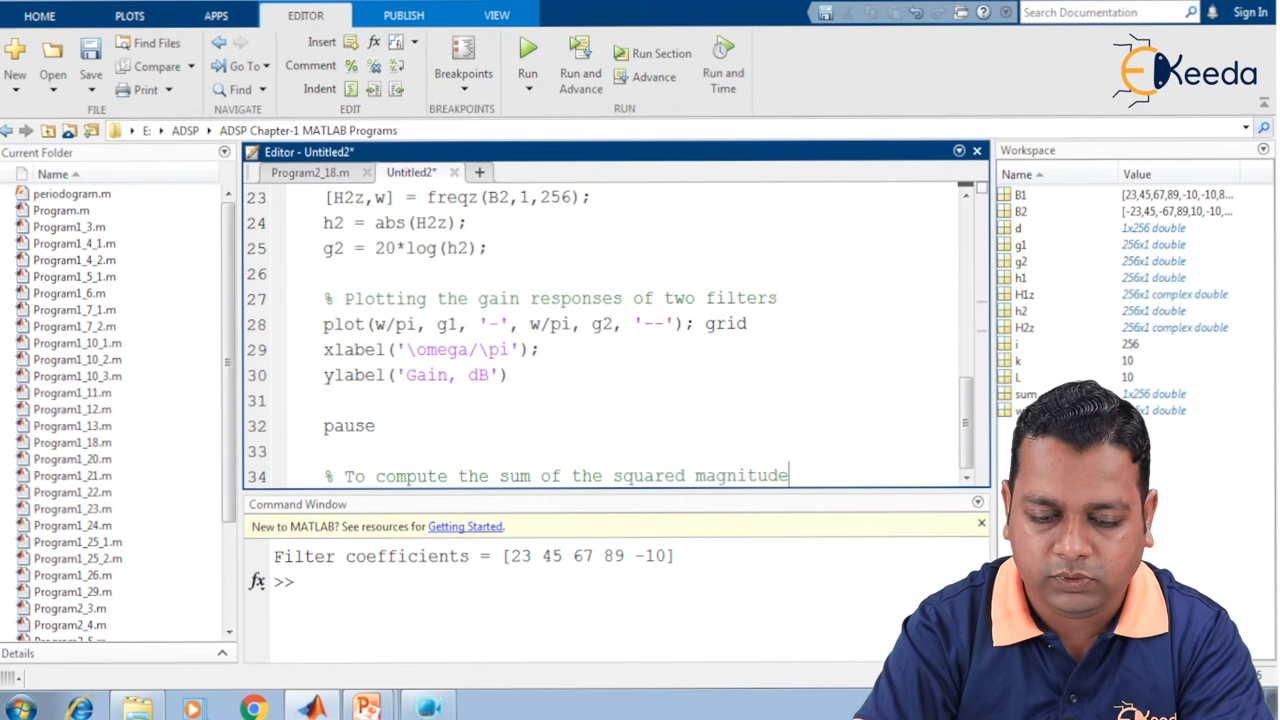 HOME PLOTS APPS EDITOR PUBLISH VIEW Search Documentation Sign In
New Open Save Find Files Compare Print Go To Find Insert Comment Indent Breakpoints Run Run and Advance Run Section Advance Run and Time
FILE NAVIGATE EDIT BREAKPOINTS RUN
Keeda
E: ADSP ADSP Chapter-1 MATLAB Programs
Current Folder
Name
periodogram.m
Program.m
Program1_3.m
Program1_4_1.m
Program1_4_2.m
Program1_5_1.m
Program1_6.m
Program1_7_1.m
Program1_7_2.m
Program1_10_1.m
Program1_10_2.m
Program1_10_3.m
Program1_11.m
Program1_12.m
Program1_13.m
Program1_18.m
Program1_20.m
Program1_21.m
Program1_22.m
Program1_23.m
Program1_24.m
Program1_25_1.m
Program1_25_2.m
Program1_26.m
Program1_29.m
Program2_3.m
Program2_4.m
Details
Editor - Untitled2*
Program2_18.m Untitled2*
23 [H2z,w] = freqz(B2,1,256);
24 h2 = abs(H2z);
25 g2 = 20*log(h2);
26
27 % Plotting the gain responses of two filters
28 plot(w/pi, g1, '-', w/pi, g2, '--'); grid
29 xlabel('\omega/\pi');
30 ylabel('Gain, dB')
31
32 pause
33
34 % To compute the sum of the squared magnitude
Command Window
New to MATLAB? See resources for Getting Started.
Filter coefficients = [23 45 67 89 -10]
fx >>
Workspace
Name Value
B1 [23,45,67,89,-10,-10,8...
B2 [-23,45,-67,89,10,-10,...
d 1x256 double
g1 256x1 double
g2 256x1 double
h1 256x1 double
H1z 256x1 complex double
h2 256x1 double
H2z 256x1 complex double
i 256
k 10
L 10
sum 1x256 double